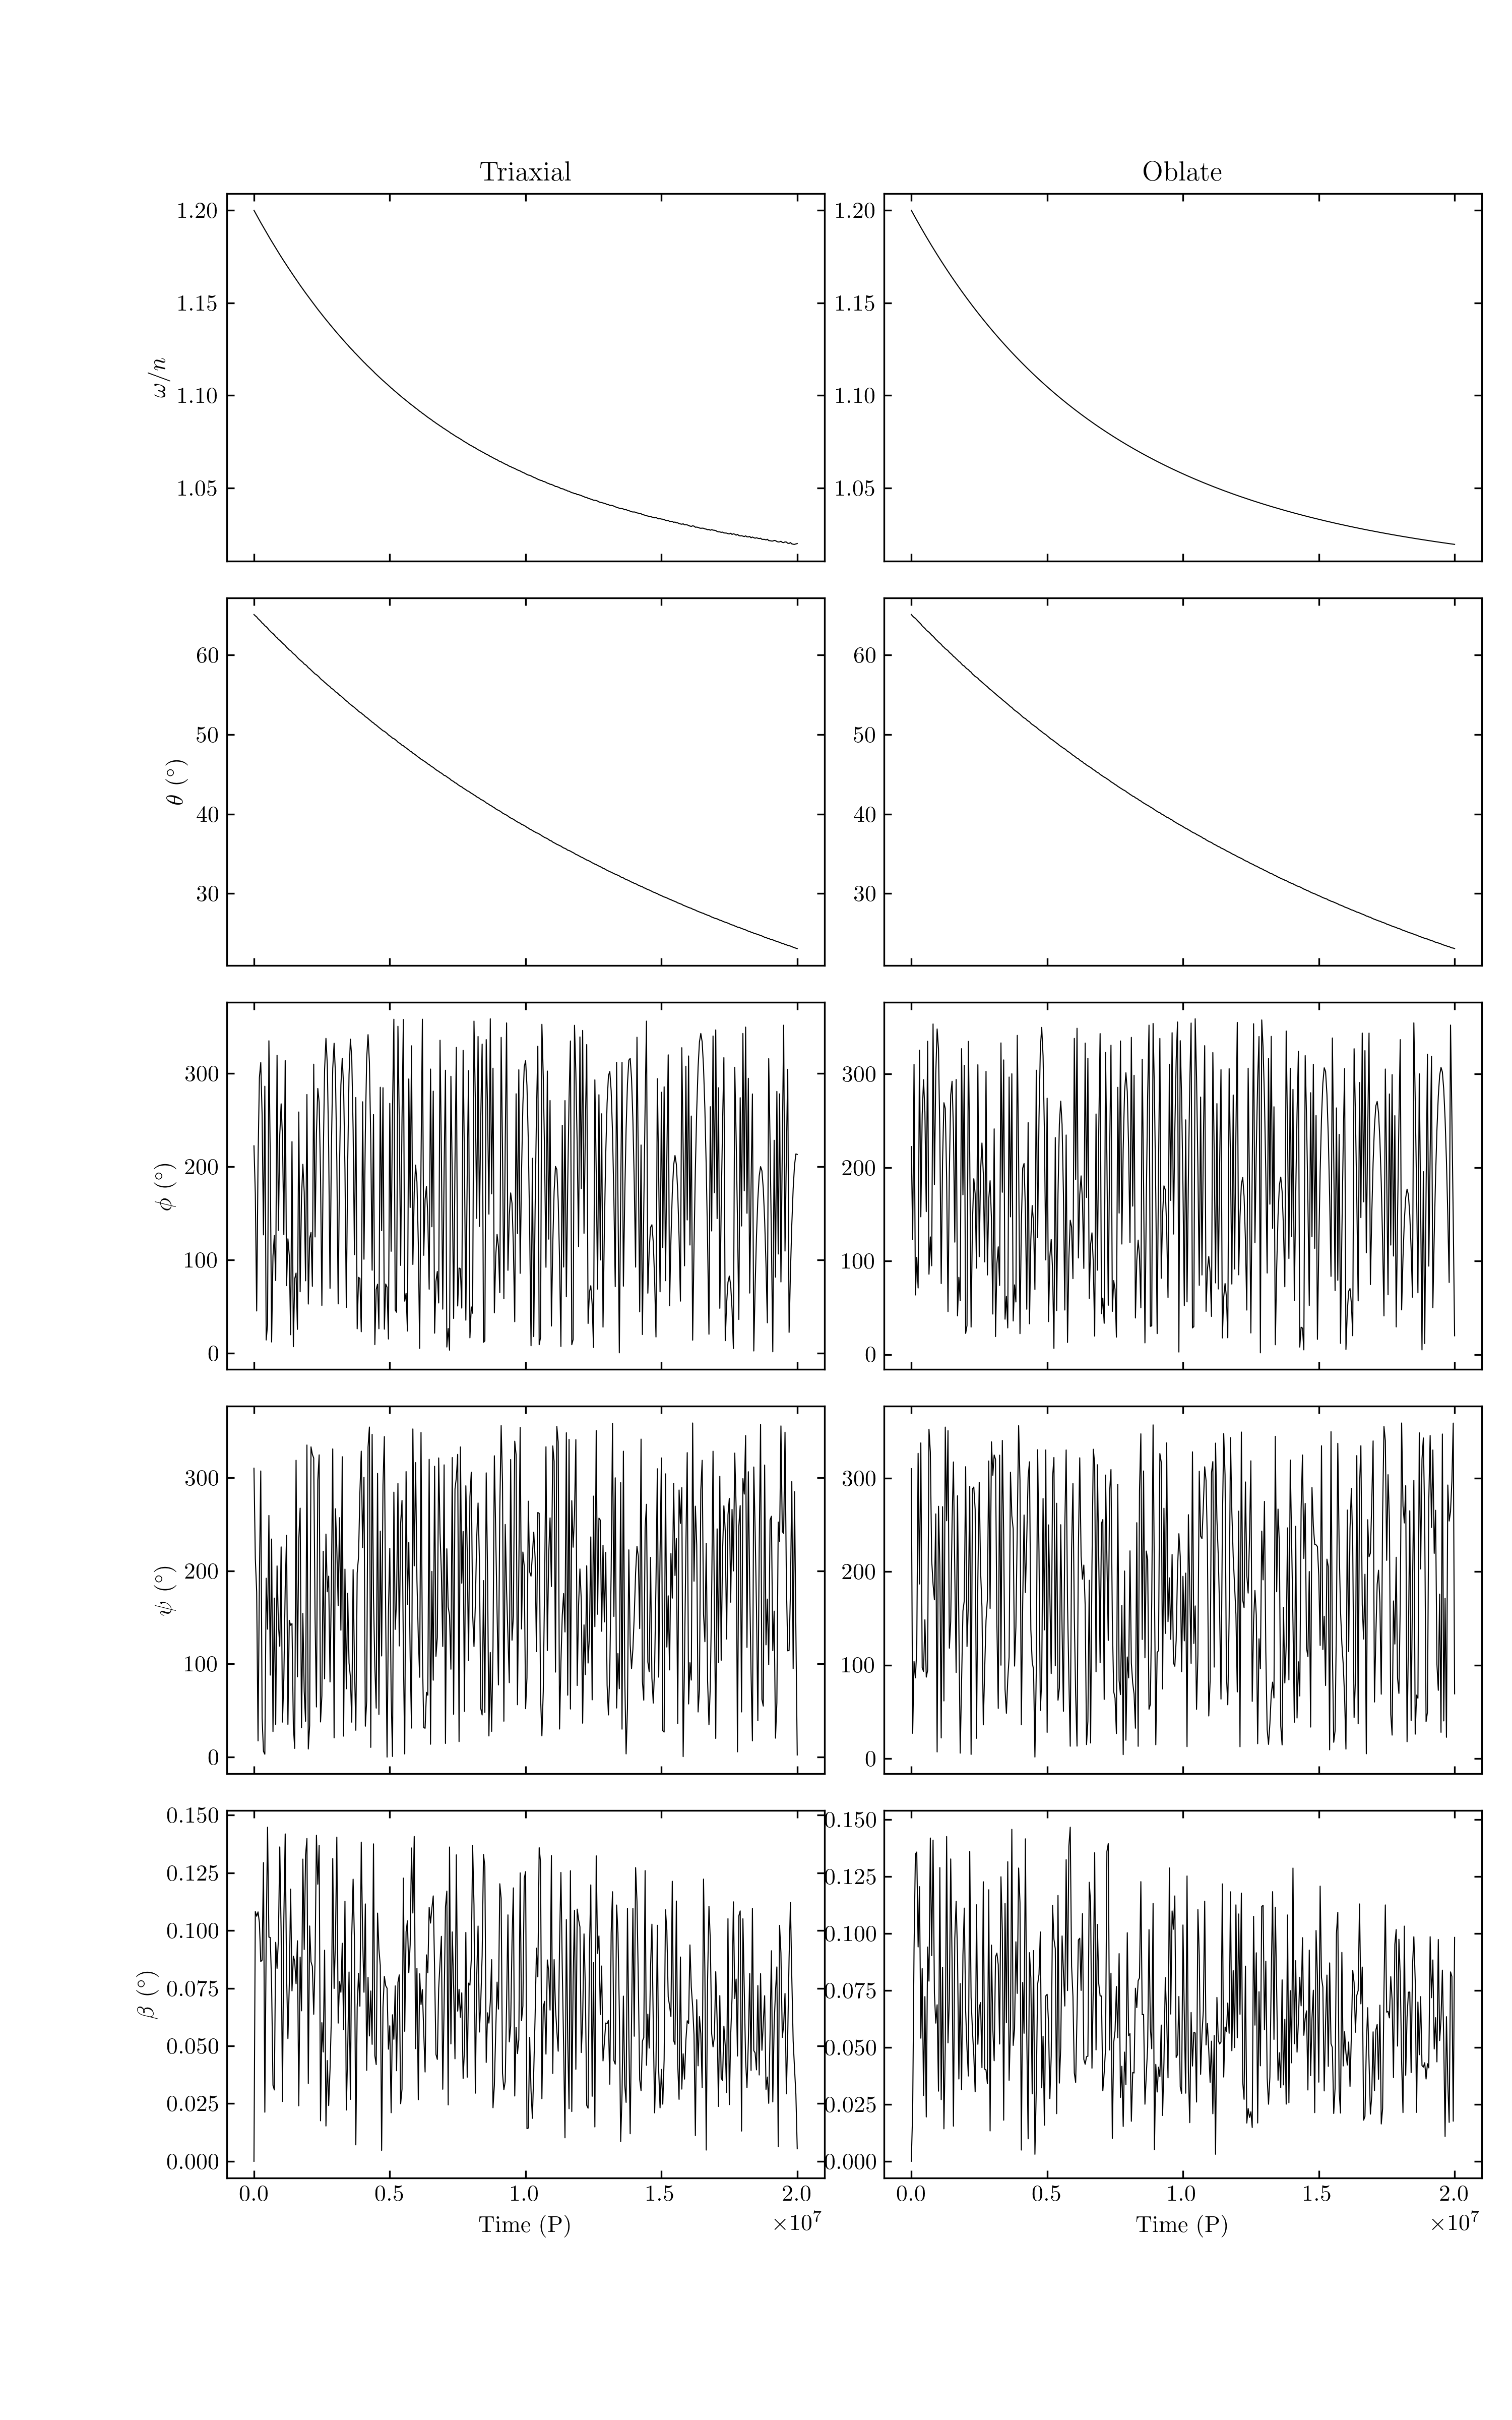 Triaxial Oblate
1.20 1.20
1.15 1.15
ω/n 1.10 1.10
1.05 1.05
60 60
50 50
θ (°)
40 40
30 30
300 300
φ (°) 200 200
100 100
0 0
300 300
ψ (°) 200 200
100 100
0 0
0.150 0.150
0.125 0.125
0.100 0.100
β (°) 0.075 0.075
0.050 0.050
0.025 0.025
0.000 0.000
0.0 0.5 1.0 1.5 2.0 0.0 0.5 1.0 1.5 2.0
Time (P) ×10⁷ Time (P) ×10⁷